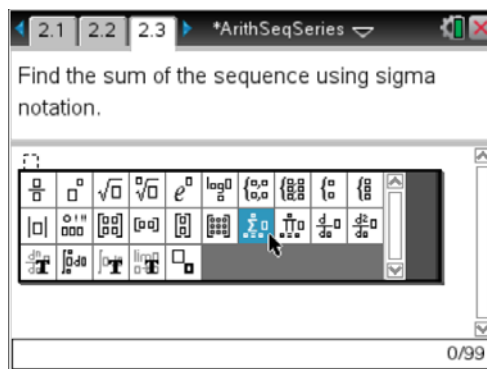 2.1 2.2 2.3 *ArithSeqSeries
Find the sum of the sequence using sigma
notation.
0/99